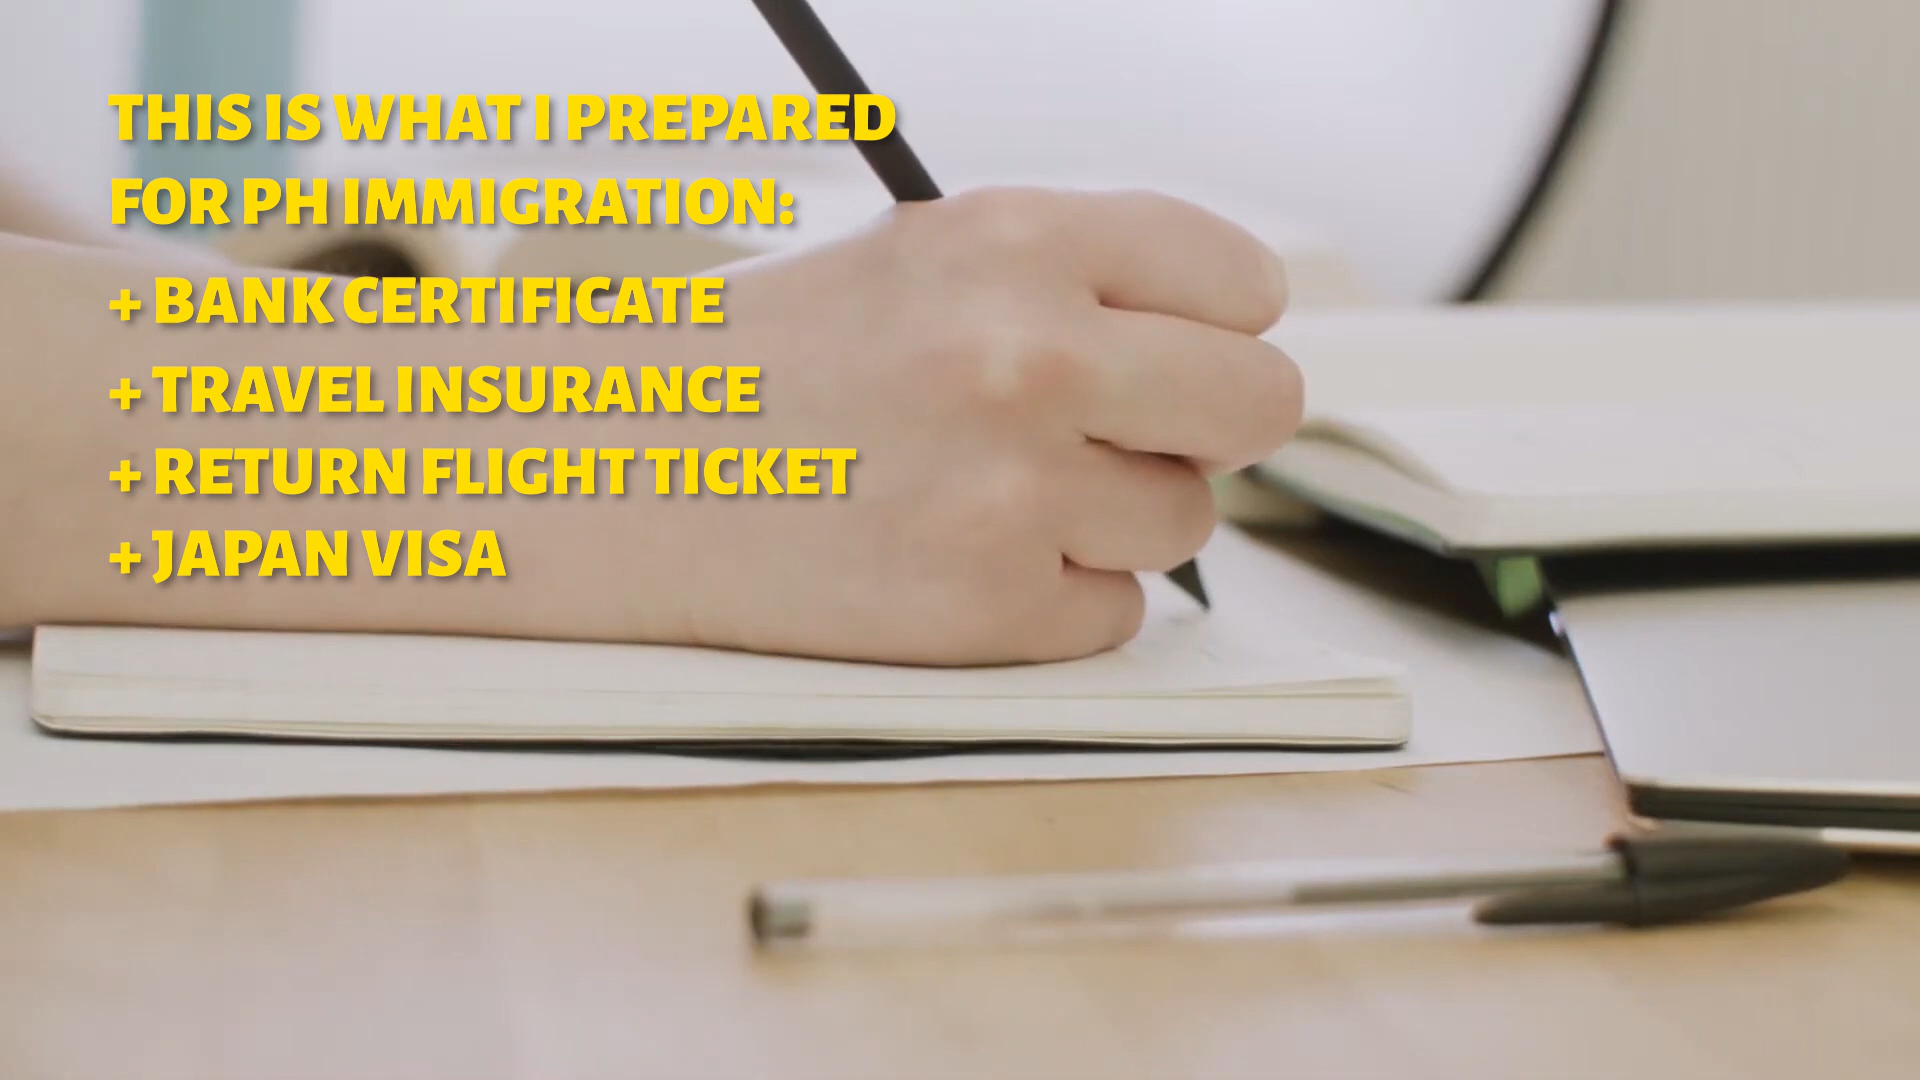 THIS IS WHAT I PREPARED
FOR PH IMMIGRATION:
+ BANK CERTIFICATE
+ TRAVEL INSURANCE
+ RETURN FLIGHT TICKET
+ JAPAN VISA